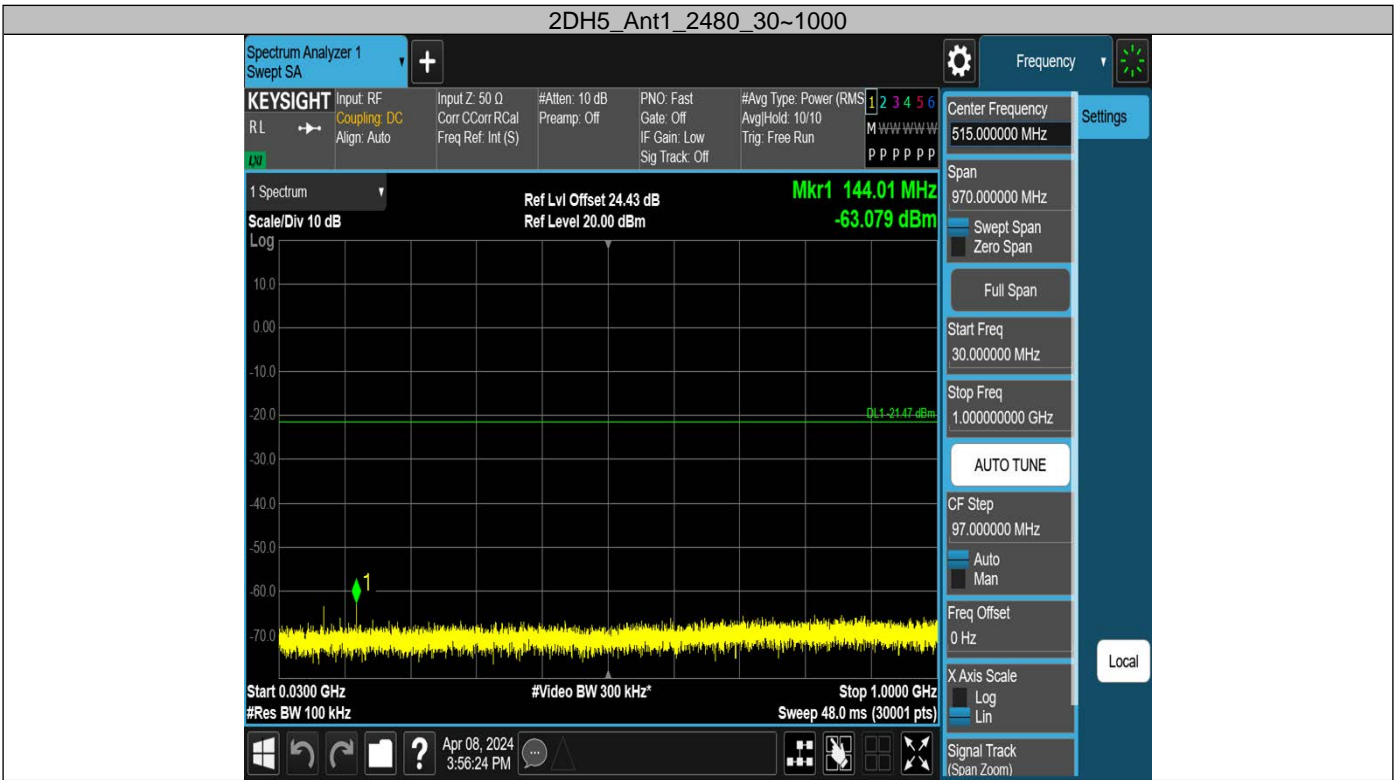 2DH5_Ant1_2480_30~1000
Spectrum Analyzer 1
Swept SA
+
Frequency
KEYSIGHT
R L
LXI
Input: RF
Coupling: DC
Align: Auto
Input Z: 50 Ω
Corr CCorr RCal
Freq Ref: Int (S)
#Atten: 10 dB
Preamp: Off
PNO: Fast
Gate: Off
IF Gain: Low
Sig Track: Off
#Avg Type: Power (RMS
Avg|Hold: 10/10
Trig: Free Run
1 2 3 4 5 6
M W W W W W
P P P P P P
1 Spectrum
Scale/Div 10 dB
Log
Ref Lvl Offset 24.43 dB
Ref Level 20.00 dBm
Mkr1 144.01 MHz
-63.079 dBm
10.0
0.00
-10.0
-20.0
DL1 -21.47 dBm
-30.0
-40.0
-50.0
1
-60.0
-70.0
Start 0.0300 GHz
#Res BW 100 kHz
#Video BW 300 kHz*
Stop 1.0000 GHz
Sweep 48.0 ms (30001 pts)
?
Apr 08, 2024
3:56:24 PM
Center Frequency
515.000000 MHz
Span
970.000000 MHz
Swept Span
Zero Span
Full Span
Start Freq
30.000000 MHz
Stop Freq
1.000000000 GHz
AUTO TUNE
CF Step
97.000000 MHz
Auto
Man
Freq Offset
0 Hz
X Axis Scale
Log
Lin
Signal Track
(Span Zoom)
Settings
Local